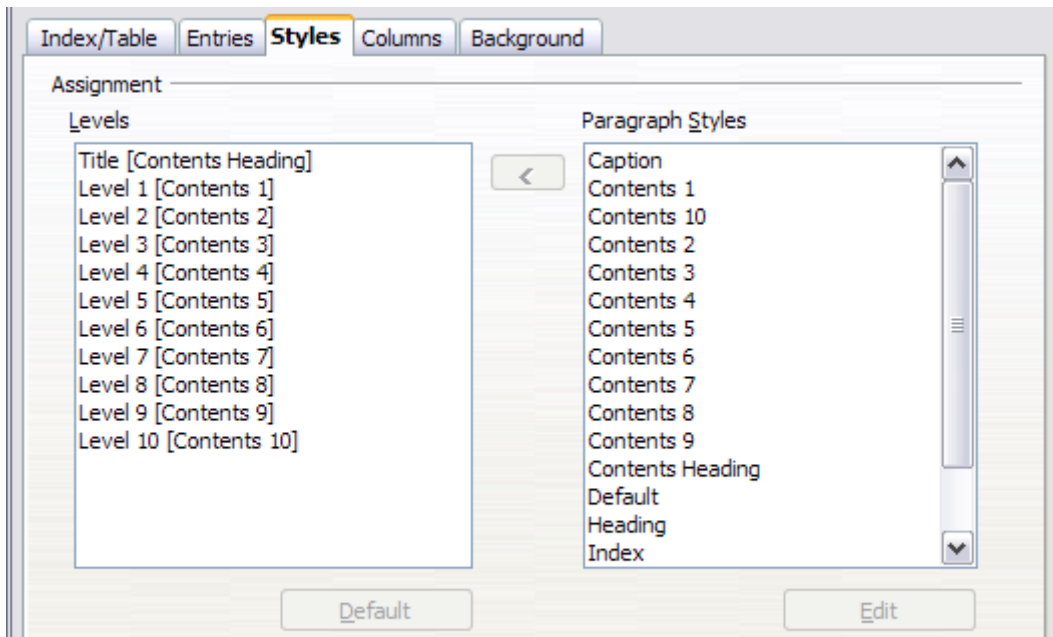 Index/Table Entries Styles Columns Background
Assignment
Levels
Title [Contents Heading]
Level 1 [Contents 1]
Level 2 [Contents 2]
Level 3 [Contents 3]
Level 4 [Contents 4]
Level 5 [Contents 5]
Level 6 [Contents 6]
Level 7 [Contents 7]
Level 8 [Contents 8]
Level 9 [Contents 9]
Level 10 [Contents 10]
<
Paragraph Styles
Caption
Contents 1
Contents 10
Contents 2
Contents 3
Contents 4
Contents 5
Contents 6
Contents 7
Contents 8
Contents 9
Contents Heading
Default
Heading
Index
Default
Edit